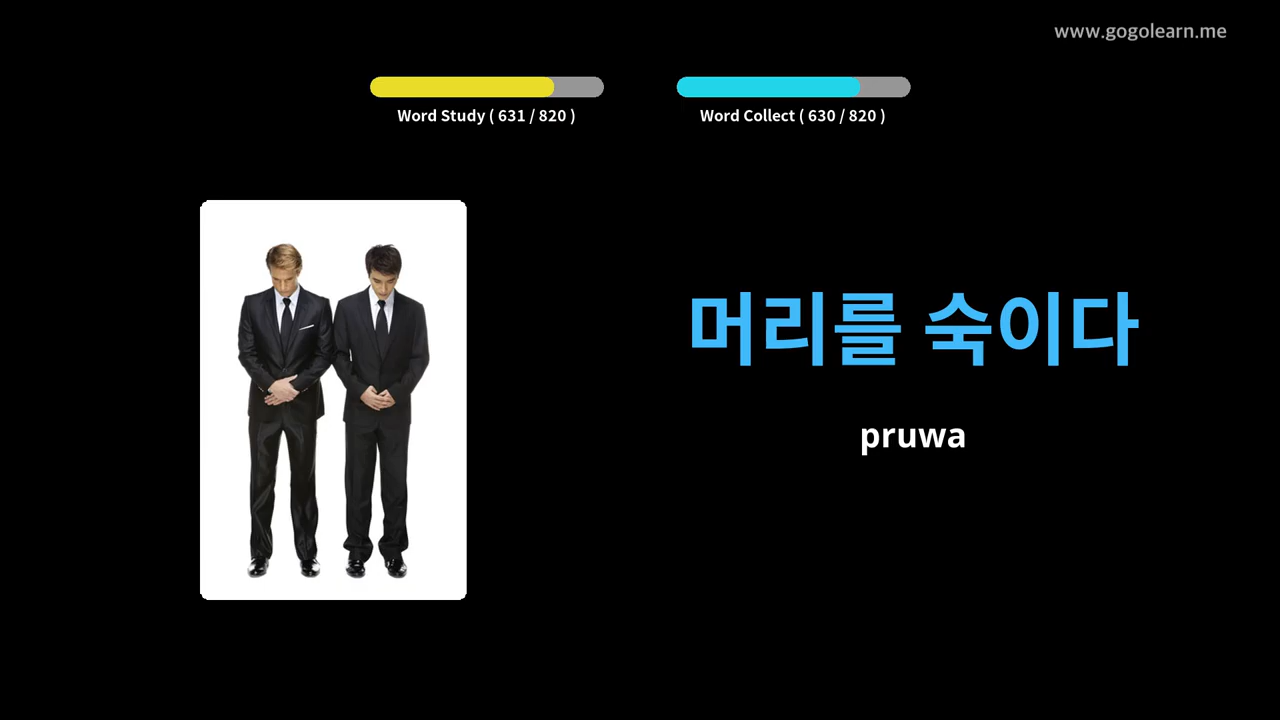 www.gogolearn.me
Word Study ( 631 / 820 )
Word Collect ( 630 / 820 )
머리를 숙이다
pruwa